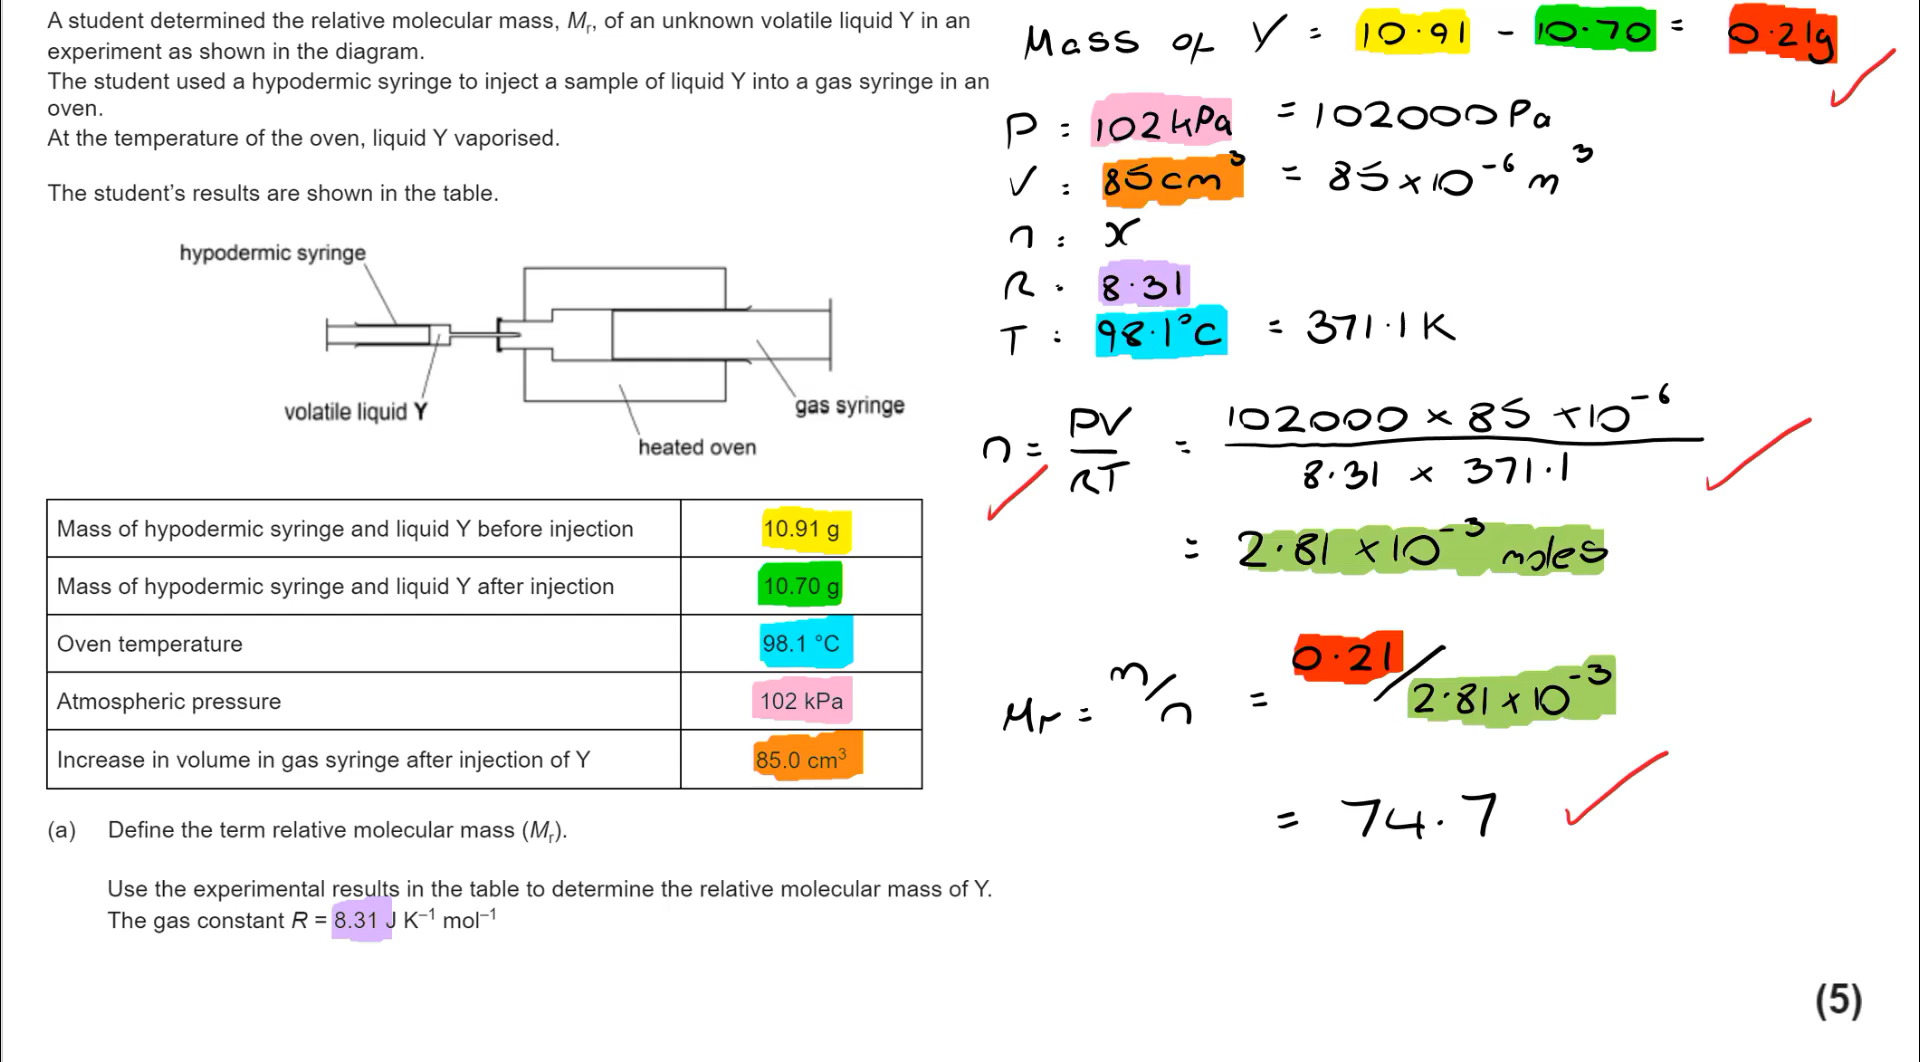 A student determined the relative molecular mass, Mr, of an unknown volatile liquid Y in an
experiment as shown in the diagram.
The student used a hypodermic syringe to inject a sample of liquid Y into a gas syringe in an
oven.
At the temperature of the oven, liquid Y vaporised.
The student's results are shown in the table.
hypodermic syringe
volatile liquid Y
gas syringe
heated oven
Mass of hypodermic syringe and liquid Y before injection 10.91 g
Mass of hypodermic syringe and liquid Y after injection 10.70 g
Oven temperature 98.1 °C
Atmospheric pressure 102 kPa
Increase in volume in gas syringe after injection of Y 85.0 cm³
(a) Define the term relative molecular mass (Mr).
Use the experimental results in the table to determine the relative molecular mass of Y.
The gas constant R = 8.31 J K⁻¹ mol⁻¹
(5)
Mass of Y = 10.91 - 10.70 = 0.21g
P : 102 kPa = 102000 Pa
V : 85 cm³ = 85 × 10⁻⁶ m³
n : x
R . 8.31
T : 98.1°C = 371.1 K
n = PV/RT = 102000 × 85 × 10⁻⁶ / 8.31 × 371.1
= 2.81 × 10⁻³ moles
Mr = m/n = 0.21/2.81 × 10⁻³
= 74.7